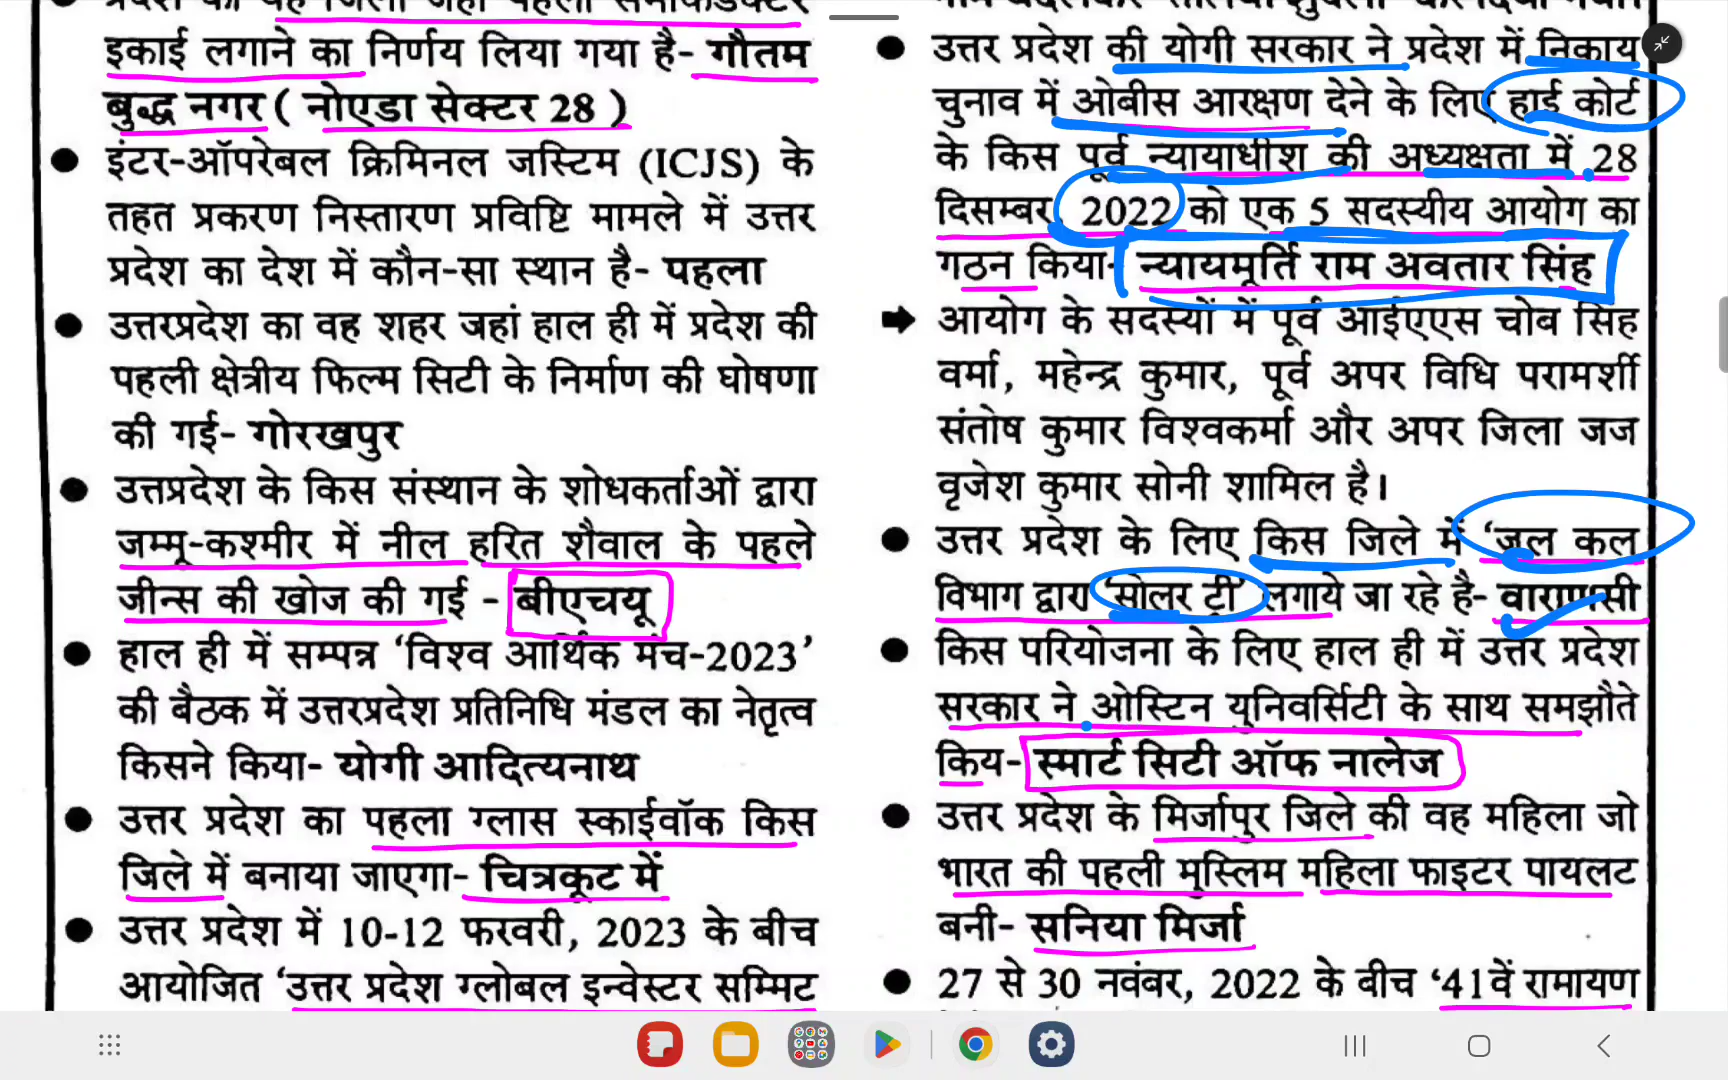 इकाई लगाने का निर्णय लिया गया है- गौतम
बुद्ध नगर ( नोएडा सेक्टर 28 )
● इंटर-ऑपरेबल क्रिमिनल जस्टिम (ICJS) के
तहत प्रकरण निस्तारण प्रविष्टि मामले में उत्तर
प्रदेश का देश में कौन-सा स्थान है- पहला
● उत्तरप्रदेश का वह शहर जहां हाल ही में प्रदेश की
पहली क्षेत्रीय फिल्म सिटी के निर्माण की घोषणा
की गई- गोरखपुर
● उत्तप्रदेश के किस संस्थान के शोधकर्ताओं द्वारा
जम्मू-कश्मीर में नील हरित शैवाल के पहले
जीन्स की खोज की गई - बीएचयू
● हाल ही में सम्पन्न ‘विश्व आर्थिक मंच-2023’
की बैठक में उत्तरप्रदेश प्रतिनिधि मंडल का नेतृत्व
किसने किया- योगी आदित्यनाथ
● उत्तर प्रदेश का पहला ग्लास स्काईवॉक किस
जिले में बनाया जाएगा- चित्रकूट में
● उत्तर प्रदेश में 10-12 फरवरी, 2023 के बीच
आयोजित ‘उत्तर प्रदेश ग्लोबल इन्वेस्टर सम्मिट
● उत्तर प्रदेश की योगी सरकार ने प्रदेश में निकाय
चुनाव में ओबीस आरक्षण देने के लिए हाई कोर्ट
के किस पूर्व न्यायाधीश की अध्यक्षता में 28
दिसम्बर, 2022 को एक 5 सदस्यीय आयोग का
गठन किया- न्यायमूर्ति राम अवतार सिंह
➡ आयोग के सदस्यों में पूर्व आईएएस चोब सिंह
वर्मा, महेन्द्र कुमार, पूर्व अपर विधि परामर्शी
संतोष कुमार विश्वकर्मा और अपर जिला जज
वृजेश कुमार सोनी शामिल है।
● उत्तर प्रदेश के लिए किस जिले में ‘जल कल
विभाग द्वारा ‘सोलर ट्री’ लगाये जा रहे है- वाराणसी
● किस परियोजना के लिए हाल ही में उत्तर प्रदेश
सरकार ने ओस्टिन युनिवर्सिटी के साथ समझौते
किय- स्मार्ट सिटी ऑफ नालेज
● उत्तर प्रदेश के मिर्जापुर जिले की वह महिला जो
भारत की पहली मुस्लिम महिला फाइटर पायलट
बनी- सनिया मिर्जा
● 27 से 30 नवंबर, 2022 के बीच ‘41वें रामायण